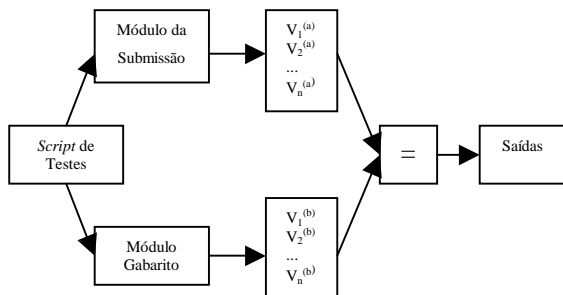 Módulo da
Submissão
V1(a)
V2(a)
...
Vn(a)
Script de
Testes
=
Saídas
Módulo
Gabarito
V1(b)
V2(b)
...
Vn(b)